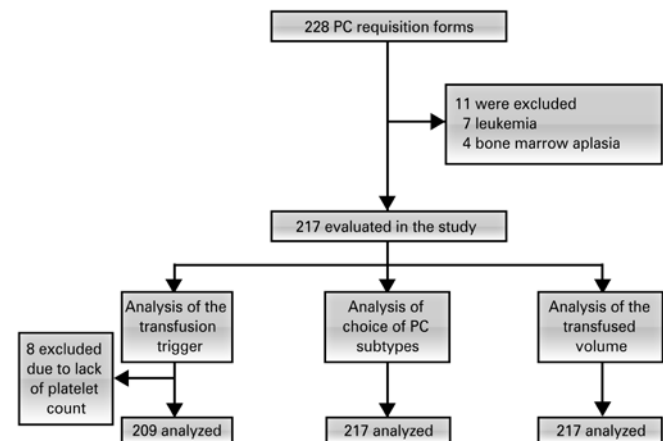 228 PC requisition forms
11 were excluded
7 leukemia
4 bone marrow aplasia
217 evaluated in the study
Analysis of the
transfusion
trigger
Analysis of
choice of PC
subtypes
Analysis of the
transfused
volume
8 excluded
due to lack
of platelet
count
209 analyzed
217 analyzed
217 analyzed